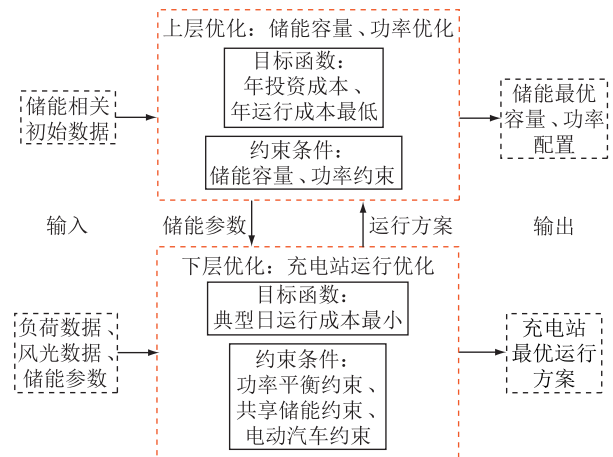 上层优化：储能容量、功率优化
目标函数：
年投资成本、
年运行成本最低
储能相关
初始数据
储能最优
容量、功率
配置
约束条件：
储能容量、功率约束
输入
储能参数
运行方案
输出
下层优化：充电站运行优化
目标函数：
典型日运行成本最小
负荷数据、
风光数据、
储能参数
充电站
最优运行
方案
约束条件：
功率平衡约束、
共享储能约束、
电动汽车约束